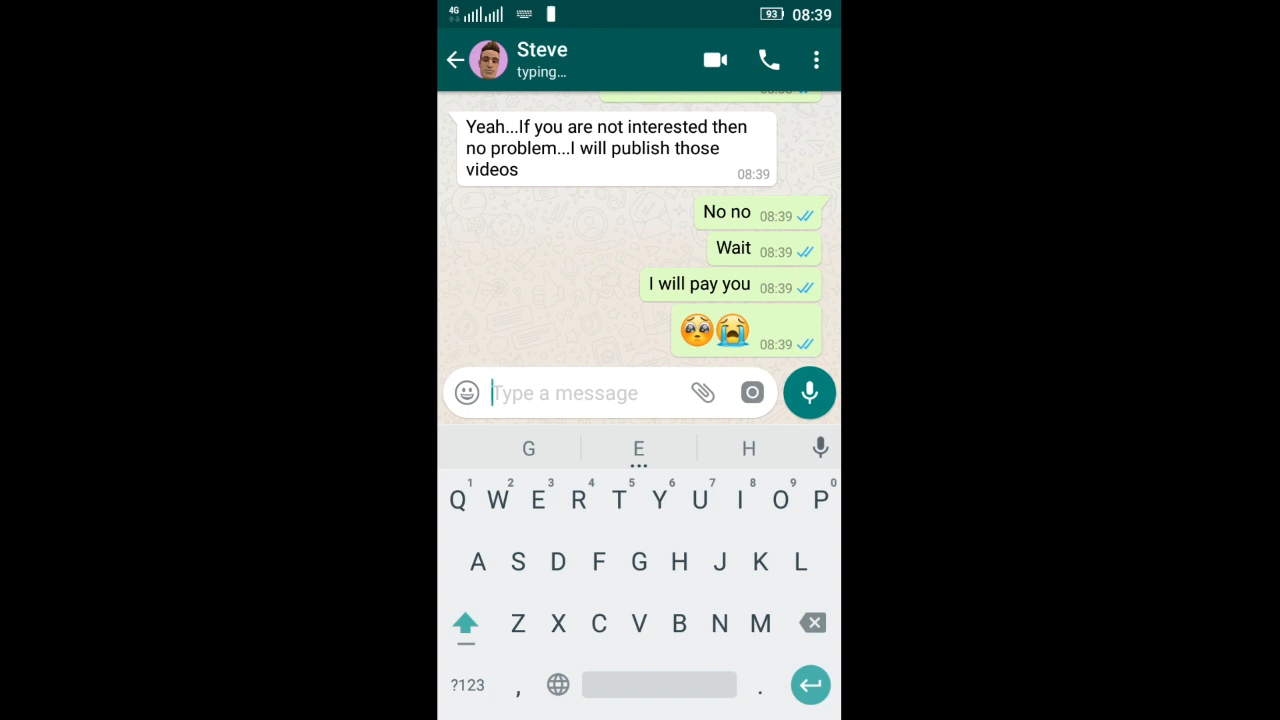 4G
93
08:39
Steve
typing...
Yeah...If you are not interested then
no problem...I will publish those
videos
08:39
No no 08:39
Wait 08:39
I will pay you 08:39
🥺😭 08:39
Type a message
G E H
Q 1 W 2 E 3 R 4 T 5 Y 6 U 7 I 8 O 9 P 0
A S D F G H J K L
Z X C V B N M
?123 , .